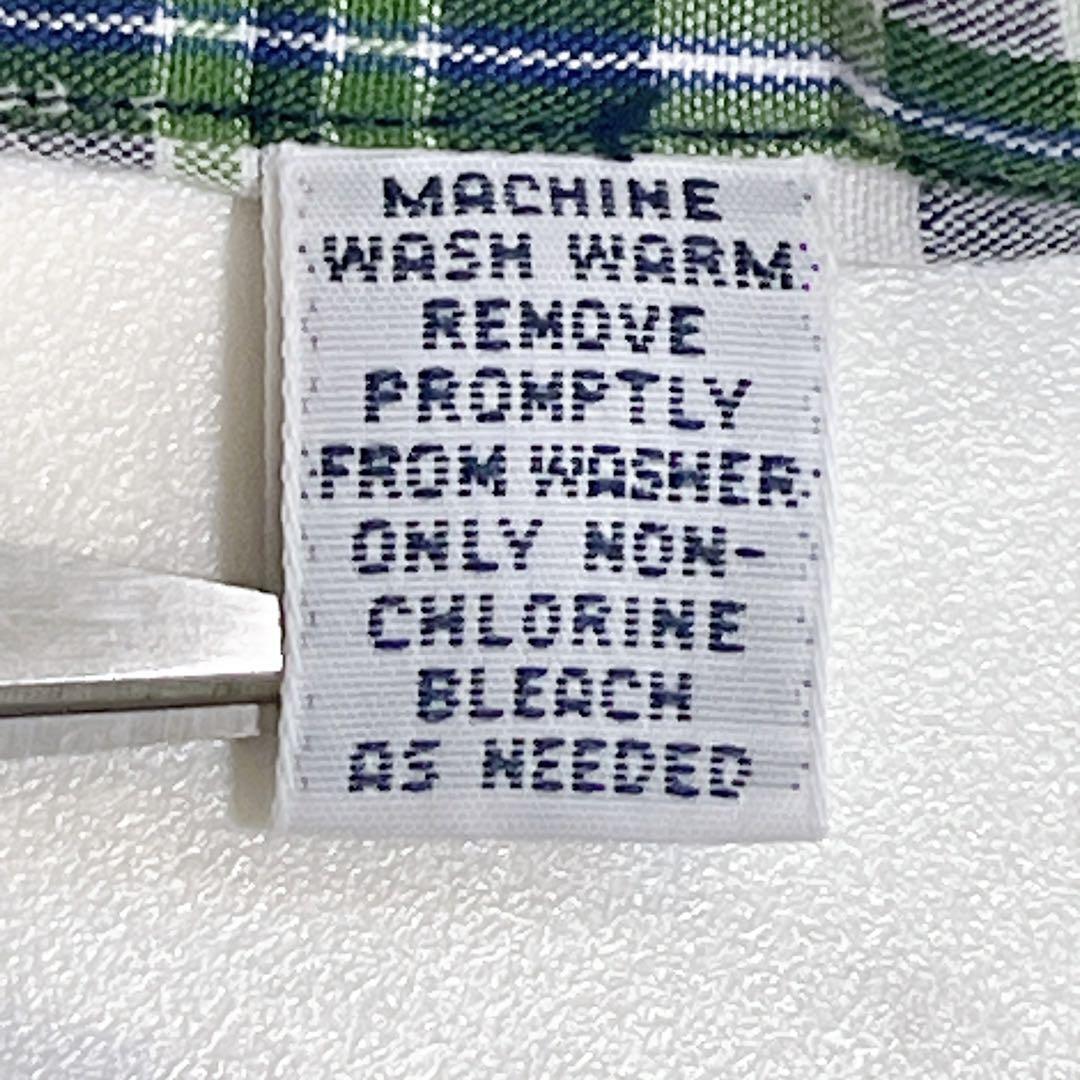 MACHINE
WASH WARM
REMOVE
PROMPTLY
FROM WASHER
ONLY NON-
CHLORINE
BLEACH
AS NEEDED